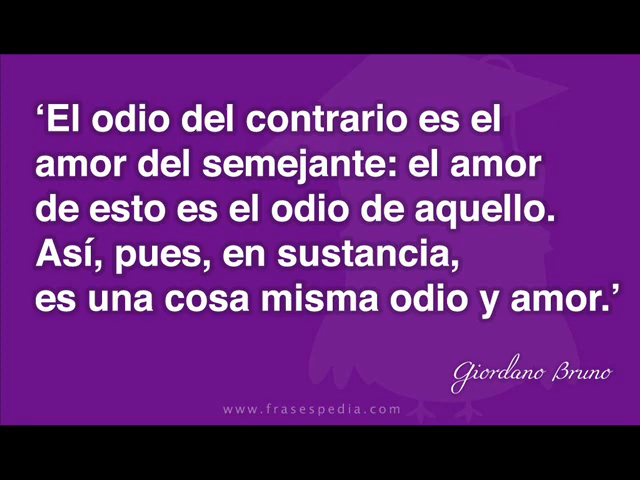 ‘El odio del contrario es el
amor del semejante: el amor
de esto es el odio de aquello.
Así, pues, en sustancia,
es una cosa misma odio y amor.’
Giordano Bruno
www.frasespedia.com